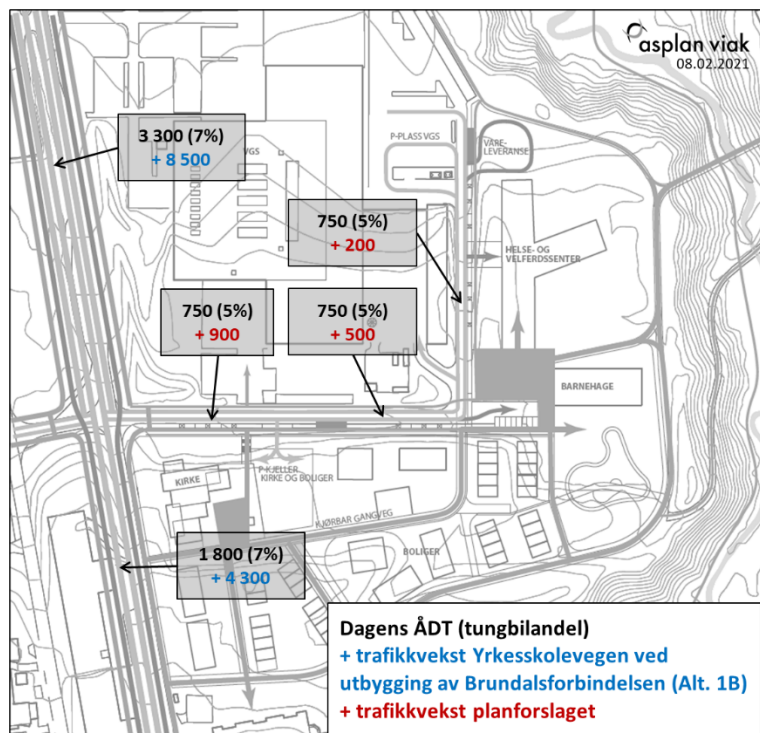 asplan viak
08.02.2021
3 300 (7%)
+ 8 500
VGS
P-PLASS VGS
VARE-
LEVERANSE
750 (5%)
+ 200
HELSE- OG
VELFERDSSENTER
750 (5%)
+ 900
750 (5%)
+ 500
BARNEHAGE
KIRKE
P-KJELLER
KIRKE OG BOLIGER
KJØRBAR GANGVEG
BOLIGER
1 800 (7%)
+ 4 300
Dagens ÅDT (tungbilandel)
+ trafikkvekst Yrkesskolevegen ved
utbygging av Brundalsforbindelsen (Alt. 1B)
+ trafikkvekst planforslaget